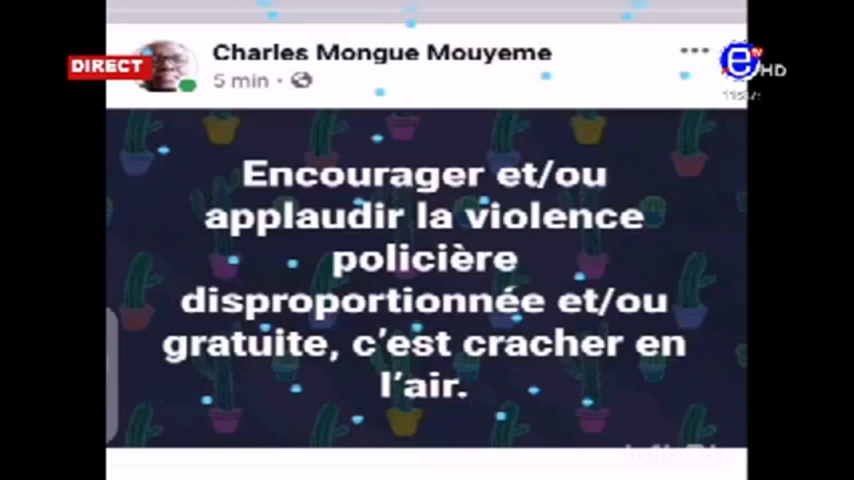 Charles Mongue Mouyeme
DIRECT
5 min
HD
Encourager et/ou
applaudir la violence
policière
disproportionnée et/ou
gratuite, c'est cracher en
l'air.